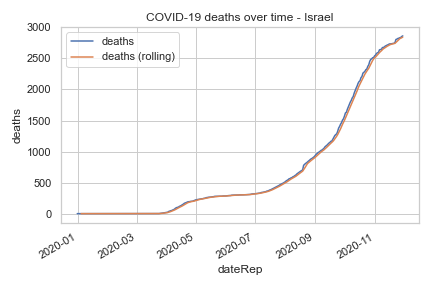 COVID-19 deaths over time - Israel
deaths
deaths (rolling)
3000
2500
2000
1500
1000
500
0
deaths
2020-01
2020-03
2020-05
2020-07
2020-09
2020-11
dateRep